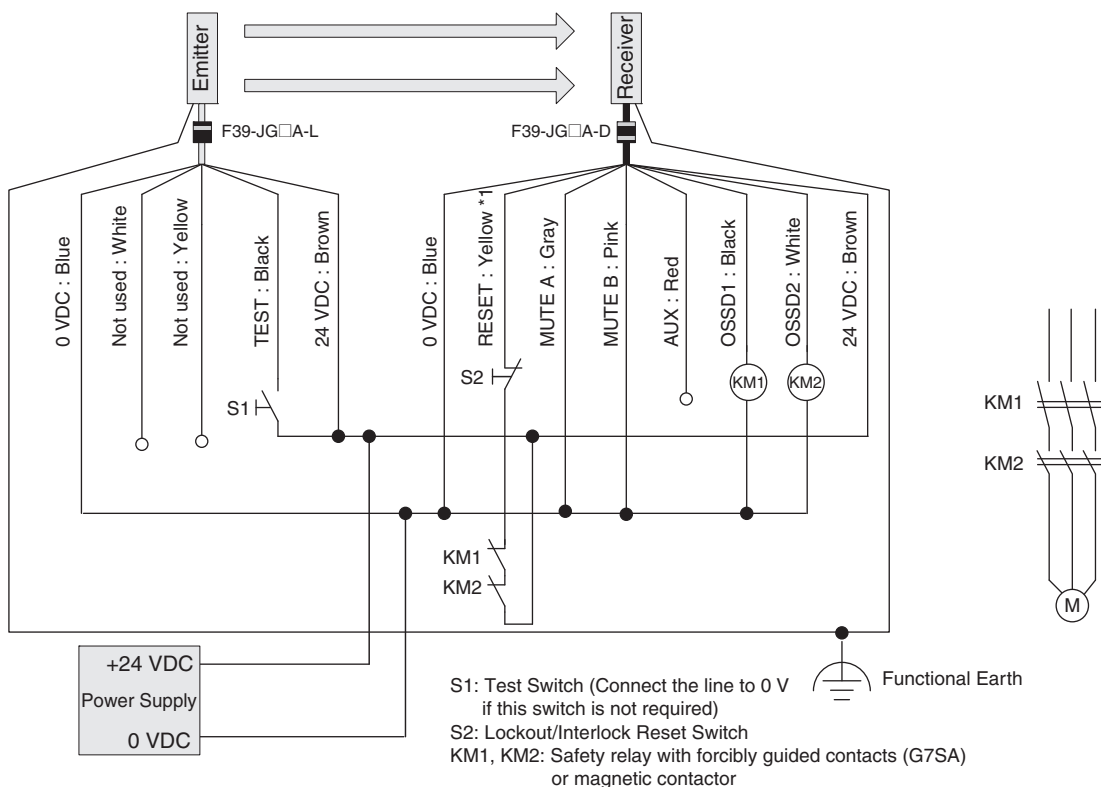 Emitter
Receiver
F39-JG□A-L
F39-JG□A-D
0 VDC : Blue
Not used : White
Not used : Yellow
TEST : Black
24 VDC : Brown
0 VDC : Blue
RESET : Yellow *1
MUTE A : Gray
MUTE B : Pink
AUX : Red
OSSD1 : Black
OSSD2 : White
24 VDC : Brown
S1
S2
KM1
KM2
KM1
KM2
KM1
KM2
M
+24 VDC
Power Supply
0 VDC
Functional Earth
S1: Test Switch (Connect the line to 0 V
if this switch is not required)
S2: Lockout/Interlock Reset Switch
KM1, KM2: Safety relay with forcibly guided contacts (G7SA)
or magnetic contactor